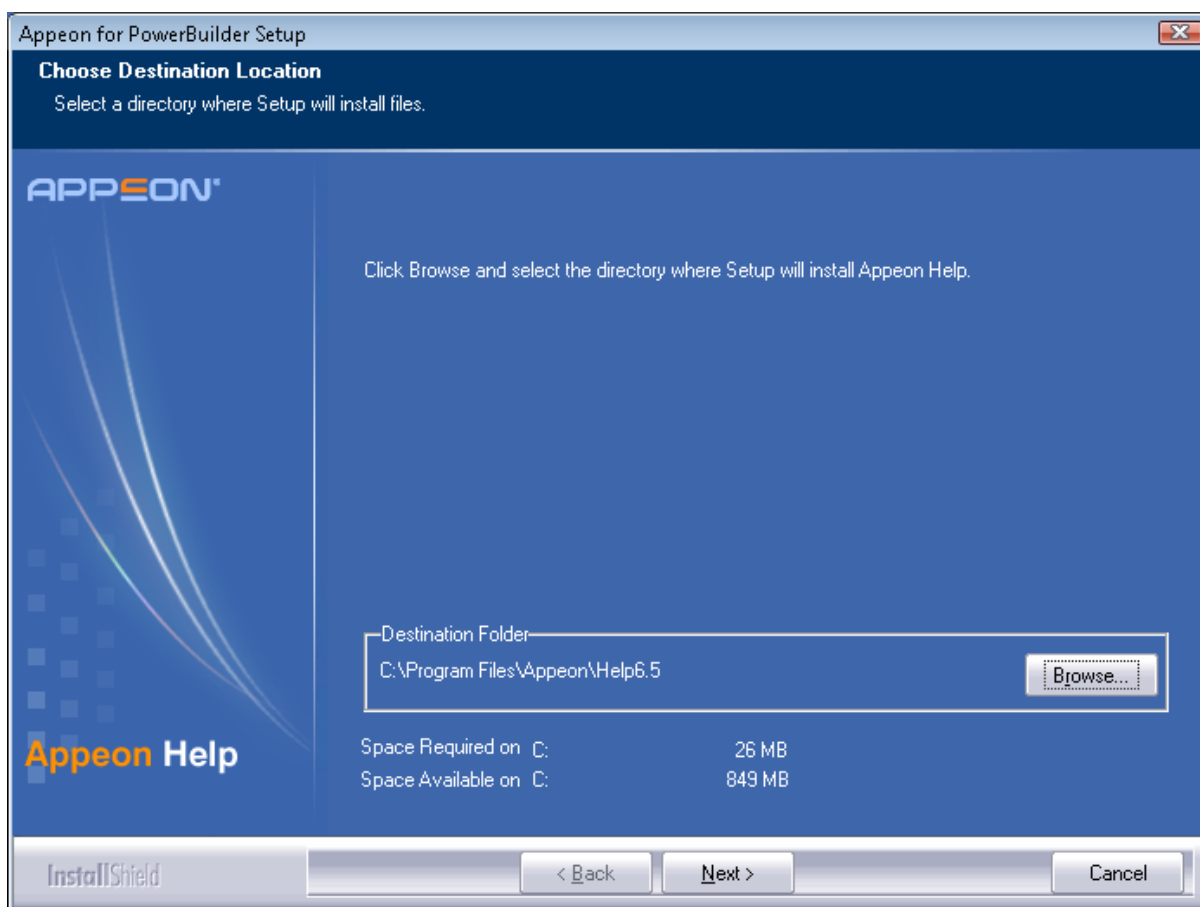 Appeon for PowerBuilder Setup
Choose Destination Location
Select a directory where Setup will install files.
APPEON
Click Browse and select the directory where Setup will install Appeon Help.
Destination Folder
C:\Program Files\Appeon\Help6.5
Browse...
Appeon Help
Space Required on C: 26 MB
Space Available on C: 849 MB
InstallShield
< Back
Next >
Cancel